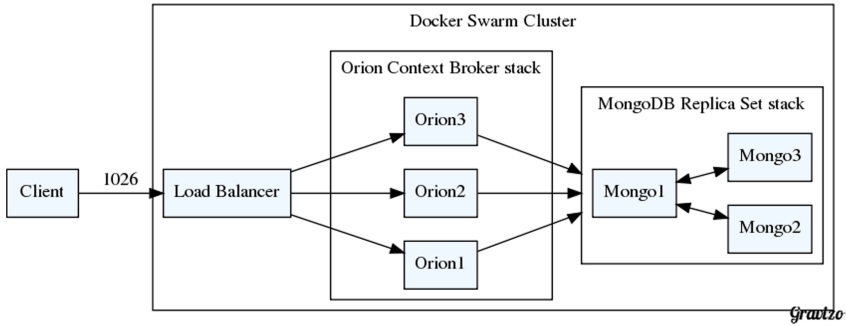 Docker Swarm Cluster
Orion Context Broker stack
MongoDB Replica Set stack
Orion3
Mongo3
1026
Client
Load Balancer
Orion2
Mongo1
Mongo2
Orion1
Gravizo